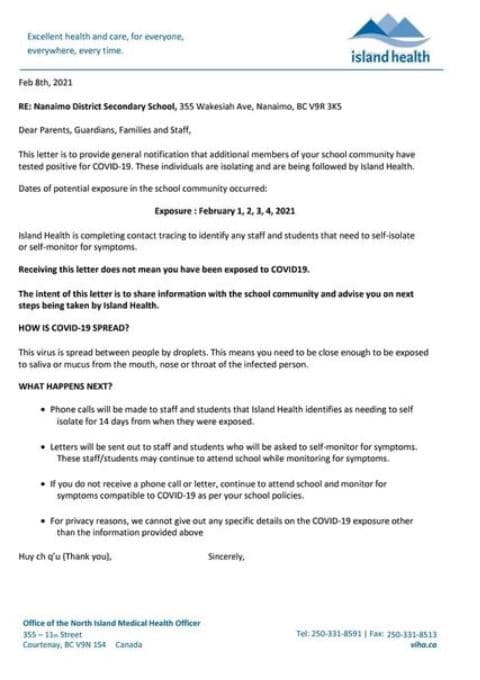 Excellent health and care, for everyone,
everywhere, every time.
island health
Feb 8th, 2021
RE: Nanaimo District Secondary School, 355 Wakesiah Ave, Nanaimo, BC V9R 3K5
Dear Parents, Guardians, Families and Staff,
This letter is to provide general notification that additional members of your school community have
tested positive for COVID-19. These individuals are isolating and are being followed by Island Health.
Dates of potential exposure in the school community occurred:
Exposure : February 1, 2, 3, 4, 2021
Island Health is completing contact tracing to identify any staff and students that need to self-isolate
or self-monitor for symptoms.
Receiving this letter does not mean you have been exposed to COVID19.
The intent of this letter is to share information with the school community and advise you on next
steps being taken by Island Health.
HOW IS COVID-19 SPREAD?
This virus is spread between people by droplets. This means you need to be close enough to be exposed
to saliva or mucus from the mouth, nose or throat of the infected person.
WHAT HAPPENS NEXT?
• Phone calls will be made to staff and students that Island Health identifies as needing to self
isolate for 14 days from when they were exposed.
• Letters will be sent out to staff and students who will be asked to self-monitor for symptoms.
These staff/students may continue to attend school while monitoring for symptoms.
• If you do not receive a phone call or letter, continue to attend school and monitor for
symptoms compatible to COVID-19 as per your school policies.
• For privacy reasons, we cannot give out any specific details on the COVID-19 exposure other
than the information provided above
Huy ch q'u (Thank you), Sincerely,
Office of the North Island Medical Health Officer
355 – 11th Street Tel: 250-331-8591 | Fax: 250-331-8513
Courtenay, BC V9N 1S4 Canada viha.ca